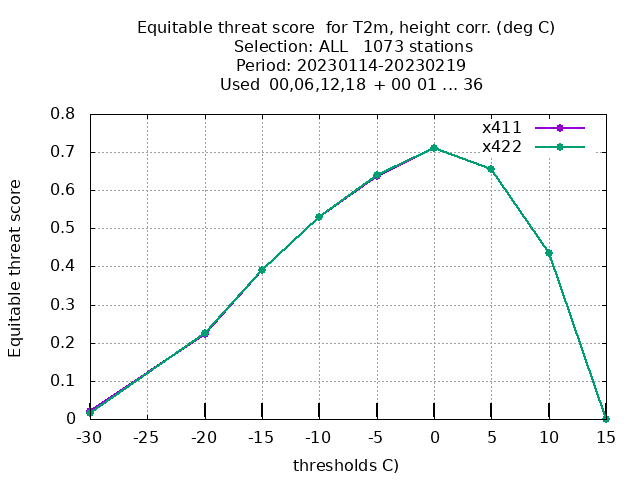 Equitable threat score  for T2m, height corr. (deg C)
Selection: ALL   1073 stations
Period: 20230114-20230219
Used  00,06,12,18  + 00 01 ... 36
x411
x422
Equitable threat score
0.8
0.7
0.6
0.5
0.4
0.3
0.2
0.1
0
-30 -25 -20 -15 -10 -5 0 5 10 15
thresholds C)